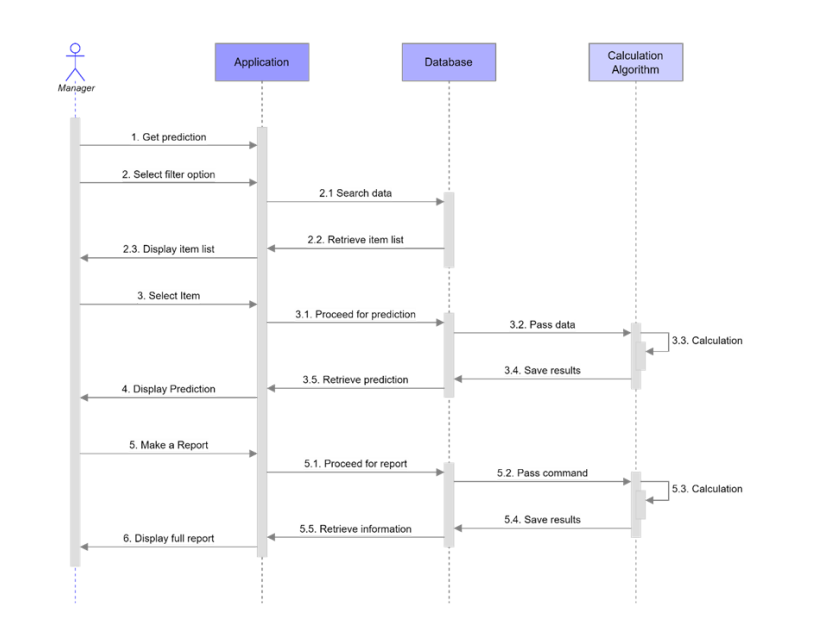 Manager
Application
Database
Calculation
Algorithm
1. Get prediction
2. Select filter option
2.1 Search data
2.2. Retrieve item list
2.3. Display item list
3. Select Item
3.1. Proceed for prediction
3.2. Pass data
3.3. Calculation
3.4. Save results
3.5. Retrieve prediction
4. Display Prediction
5. Make a Report
5.1. Proceed for report
5.2. Pass command
5.3. Calculation
5.4. Save results
5.5. Retrieve information
6. Display full report